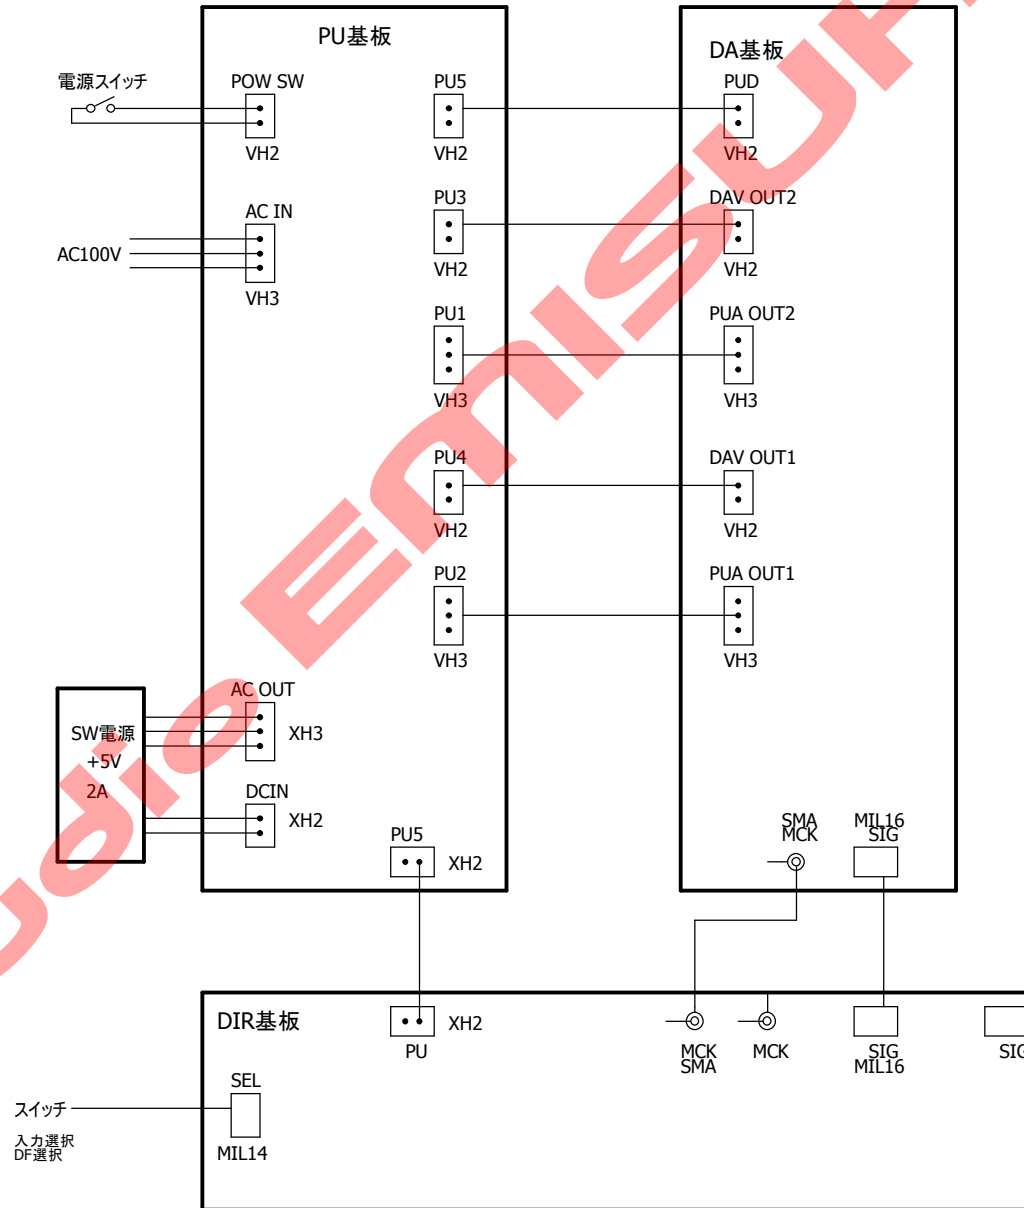 PU基板
DA基板
電源スイッチ
POW SW
VH2
PU5
VH2
PUD
VH2
AC100V
AC IN
VH3
PU3
VH2
DAV OUT2
VH2
PU1
VH3
PUA OUT2
VH3
PU4
VH2
DAV OUT1
VH2
PU2
VH3
PUA OUT1
VH3
SW電源
+5V
2A
AC OUT
XH3
DCIN
XH2
PU5
XH2
SMA
MCK
MIL16
SIG
DIR基板
XH2
PU
MCK
SMA
MCK
SIG
MIL16
SIG
スイッチ
入力選択
DF選択
SEL
MIL14
udio EmISUR